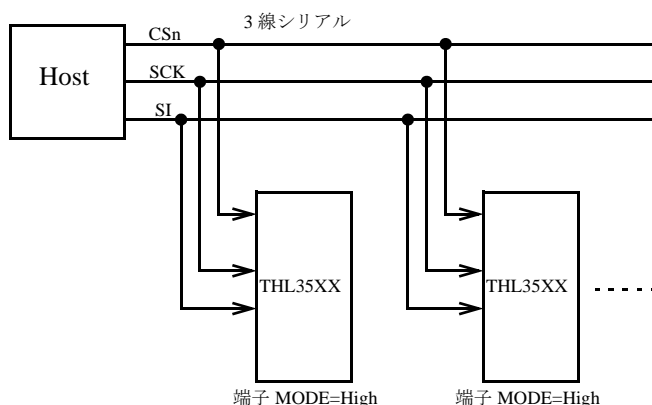 3 線シリアル
CSn
Host
SCK
SI
THL35XX
THL35XX
端子 MODE=High
端子 MODE=High